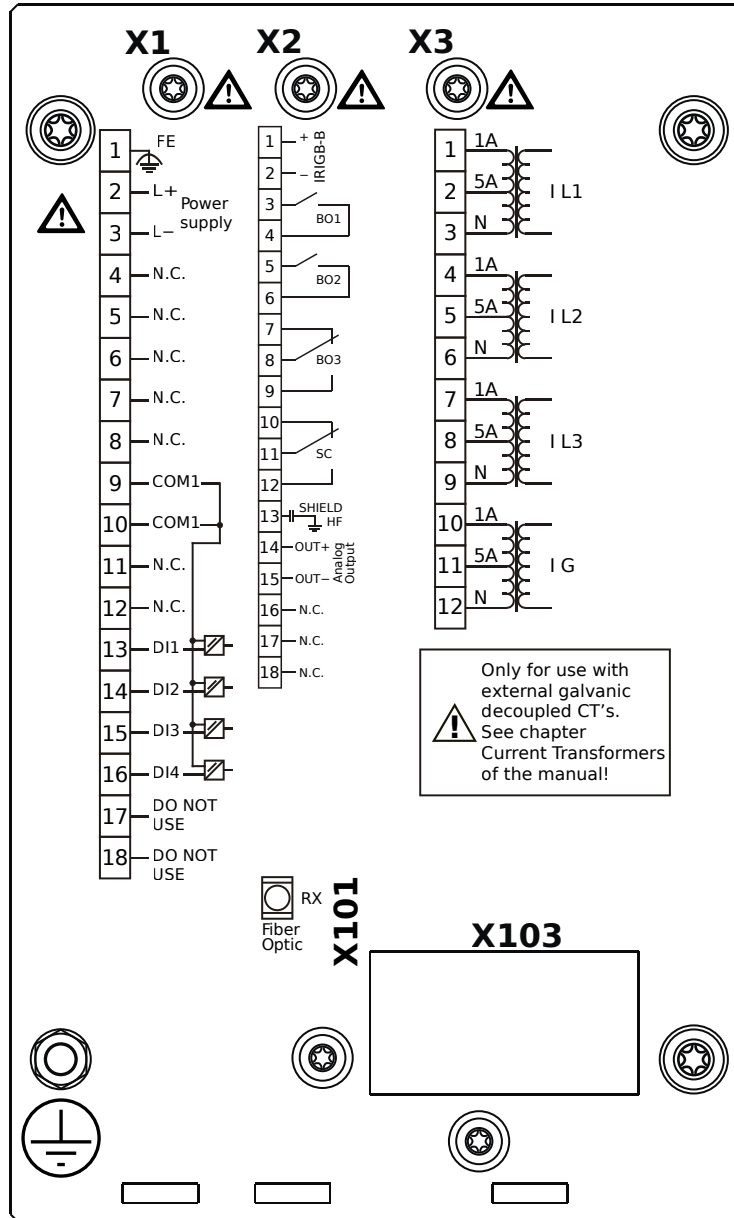 X1
X2
X3
1 FE
2 L+
3 L−
Power
supply
4 N.C.
5 N.C.
6 N.C.
7 N.C.
8 N.C.
9 COM1
10 COM1
11 N.C.
12 N.C.
13 DI1
14 DI2
15 DI3
16 DI4
17 DO NOT
USE
18 DO NOT
USE
1 +
2 −
IRIGB-B
3
4
BO1
5
6
BO2
7
8 BO3
9
10
11 SC
12
13 SHIELD
HF
14 OUT+
15 OUT−
Analog
Output
16 N.C.
17 N.C.
18 N.C.
1 1A
2 5A I L1
3 N
4 1A
5 5A I L2
6 N
7 1A
8 5A I L3
9 N
10 1A
11 5A I G
12 N
!
!
!
!
!
Only for use with
external galvanic
decoupled CT's.
See chapter
Current Transformers
of the manual!
RX
Fiber
Optic
X101
X103